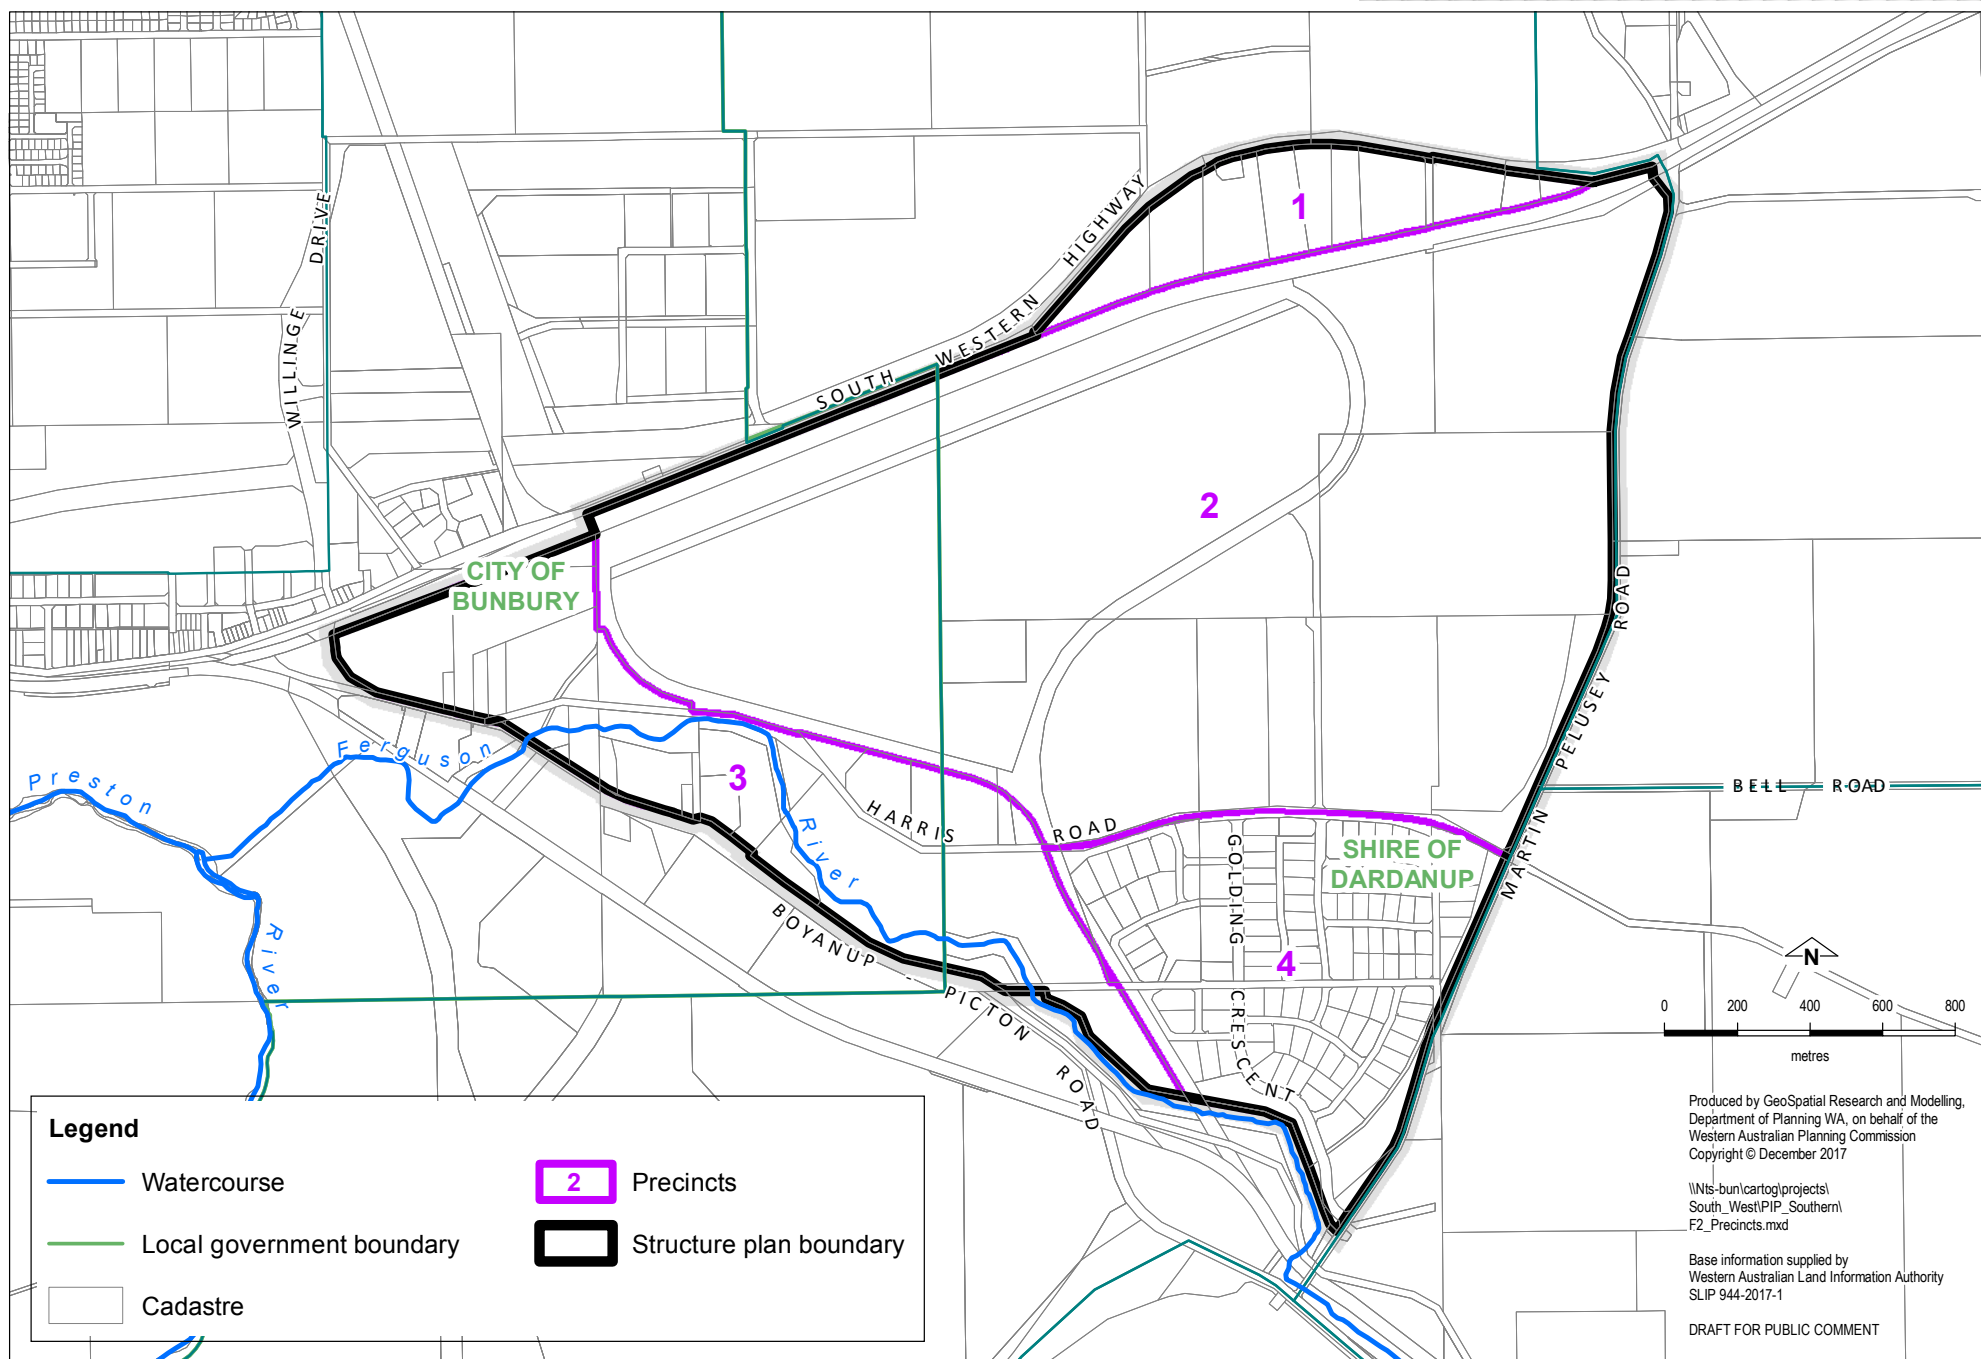 WILLINGE DRIVE
SOUTH WESTERN HIGHWAY
1
2
CITY OF
BUNBURY
3
Ferguson River
Preston River
HARRIS ROAD
BOYANUP - PICTON ROAD
GOLDING CRESCENT
SHIRE OF
DARDANUP
4
MARTIN PELUSEY ROAD
BELL ROAD
N
0 200 400 600 800
metres
Legend
Watercourse
Local government boundary
Cadastre
2 Precincts
Structure plan boundary
Produced by GeoSpatial Research and Modelling,
Department of Planning WA, on behalf of the
Western Australian Planning Commission
Copyright © December 2017
\\Nts-bun\cartog\projects\
South_West\PIP_Southern\
F2_Precincts.mxd
Base information supplied by
Western Australian Land Information Authority
SLIP 944-2017-1
DRAFT FOR PUBLIC COMMENT